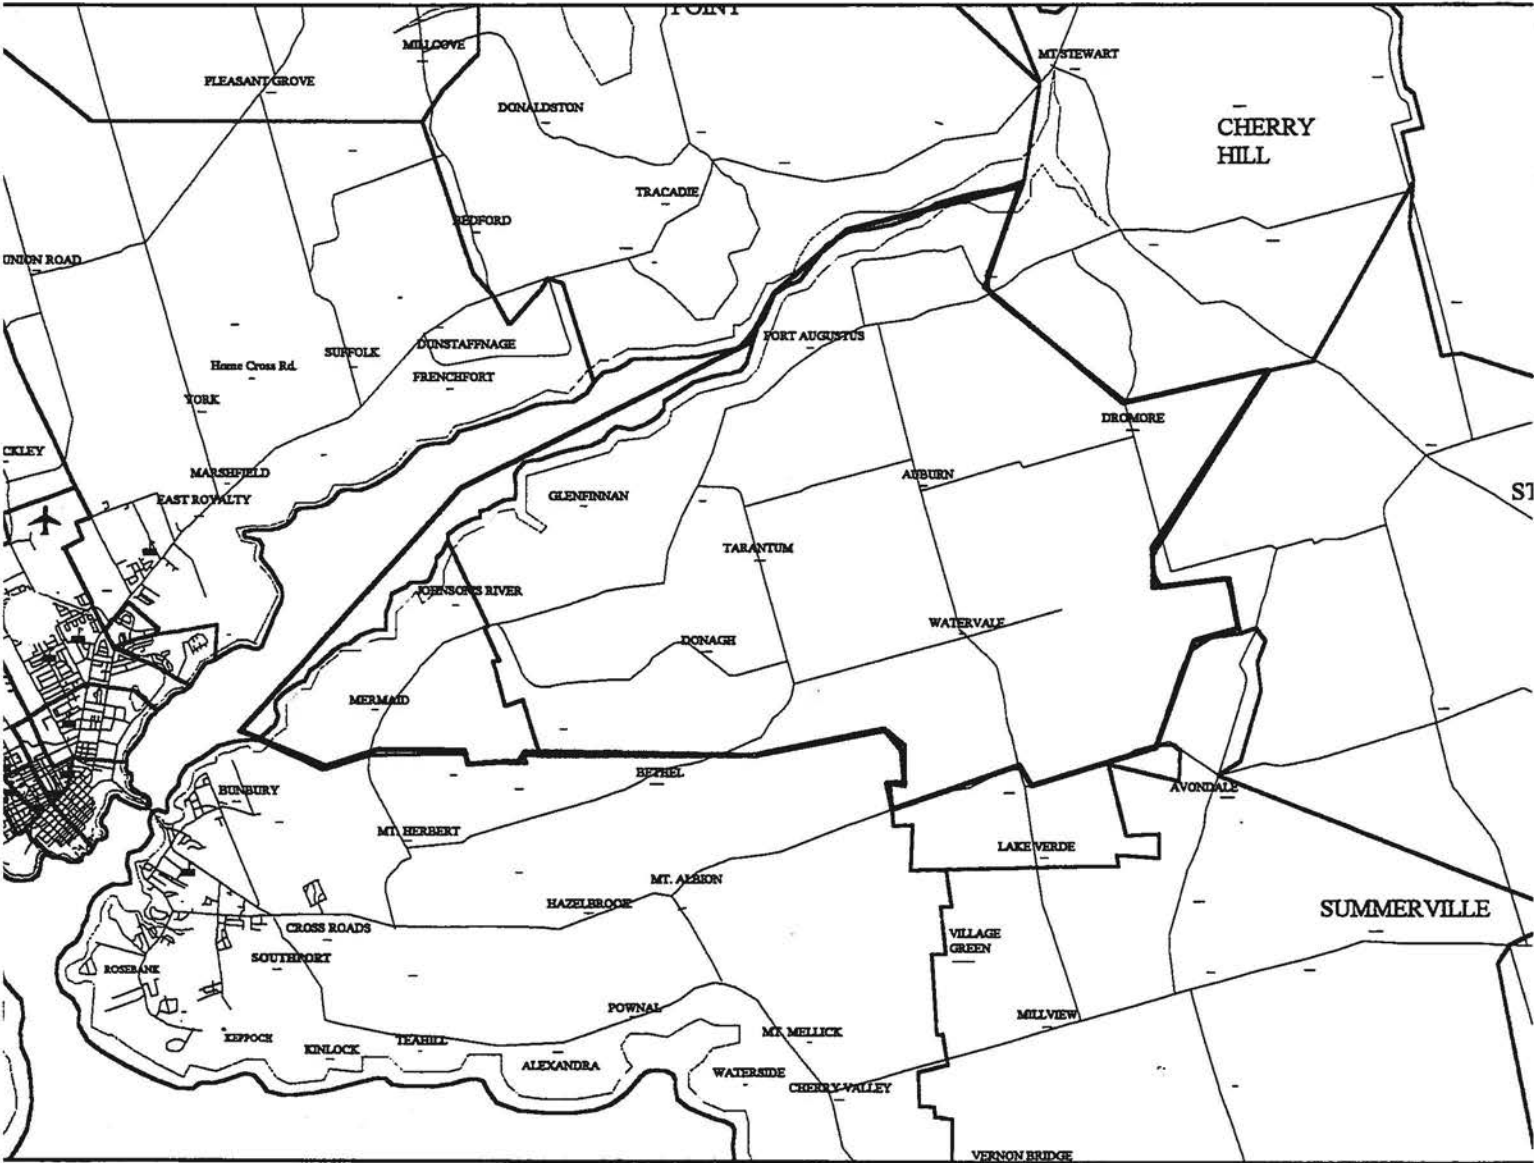 POINT
MILLCOVE
MT STEWART
PLEASANT GROVE
DONALDSTON
CHERRY
HILL
TRACADIE
BEDFORD
UNION ROAD
FORT AUGUSTUS
DUNSTAFFNAGE
SUFFOLK
Horne Cross Rd.
FRENCHFORT
YORK
DROMORE
CKLEY
MARSHFIELD
AUBURN
EAST ROYALTY
GLENFINNAN
ST
TARANTUM
JOHNSON'S RIVER
WATERVALE
DONAGH
MERMAID
BETHEL
BUNBURY
AVONDALE
MT. HERBERT
LAKE VERDE
MT. ALBION
HAZELBROOK
SUMMERVILLE
CROSS ROADS
VILLAGE
GREEN
SOUTHPORT
ROSEBANK
POWNAL
MILLVIEW
MT. MELLICK
KEPPOCH
TEAHILL
KINLOCK
ALEXANDRA
WATERSIDE
CHERRY VALLEY
VERNON BRIDGE